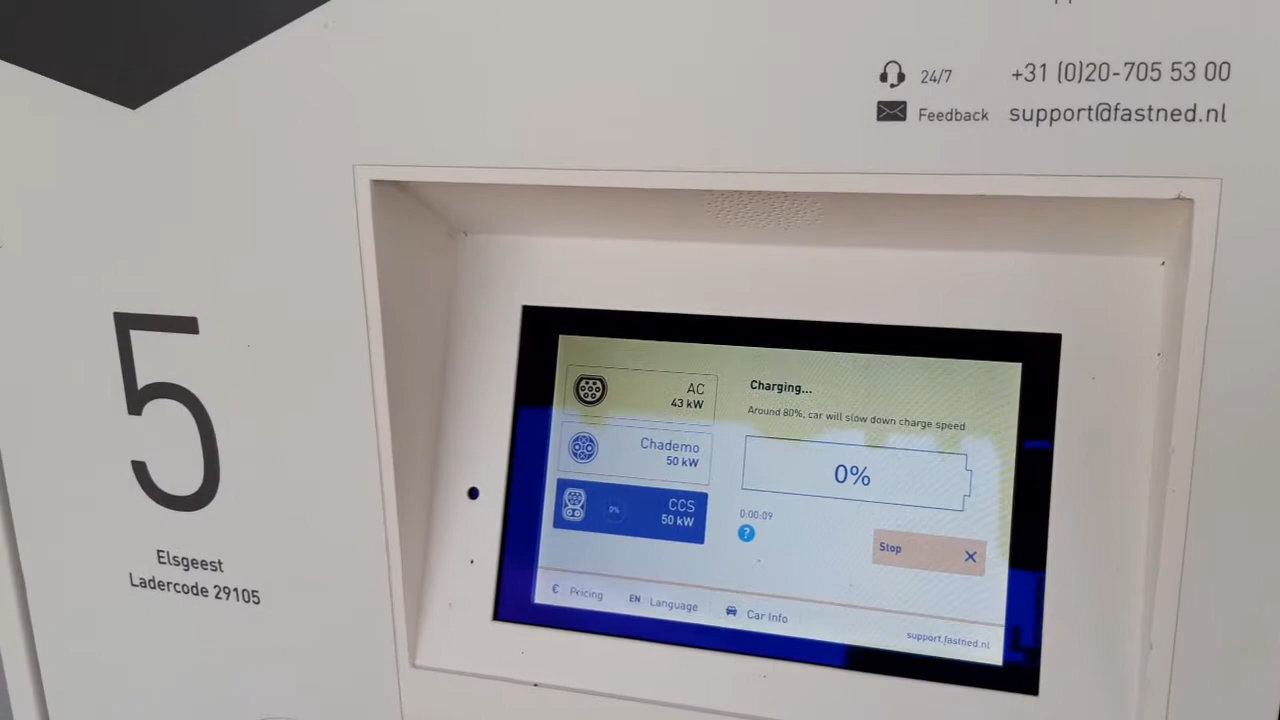 24/7 +31 (0)20-705 53 00
Feedback support@fastned.nl
5
Elsgeest
Ladercode 29105
AC
43 kW
Chademo
50 kW
0%
CCS
50 kW
Charging...
Around 80%, car will slow down charge speed
0%
0:00:09
?
Stop X
€ Pricing EN Language Car Info
support.fastned.nl